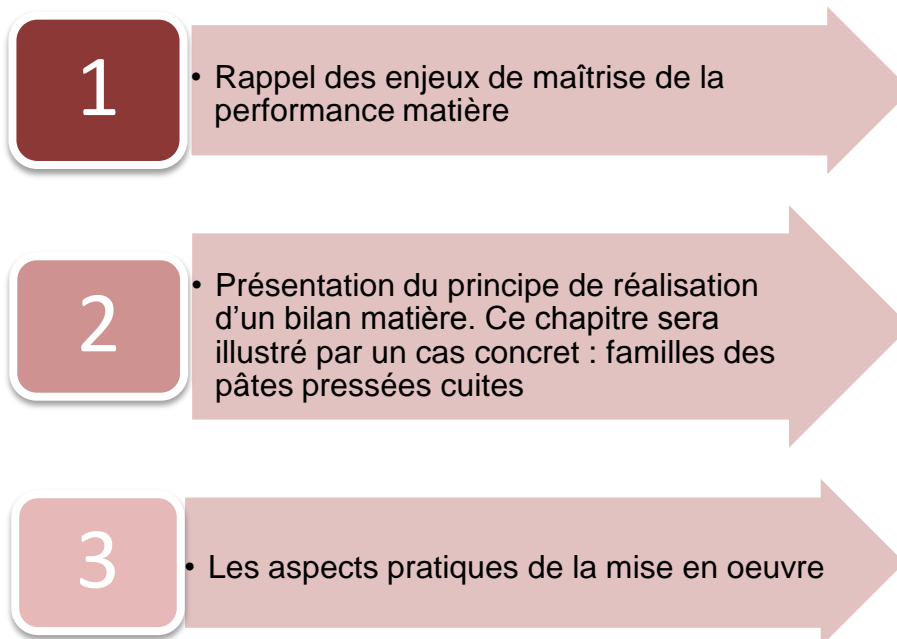 1
• Rappel des enjeux de maîtrise de la
performance matière
2
• Présentation du principe de réalisation
d’un bilan matière. Ce chapitre sera
illustré par un cas concret : familles des
pâtes pressées cuites
3
• Les aspects pratiques de la mise en oeuvre